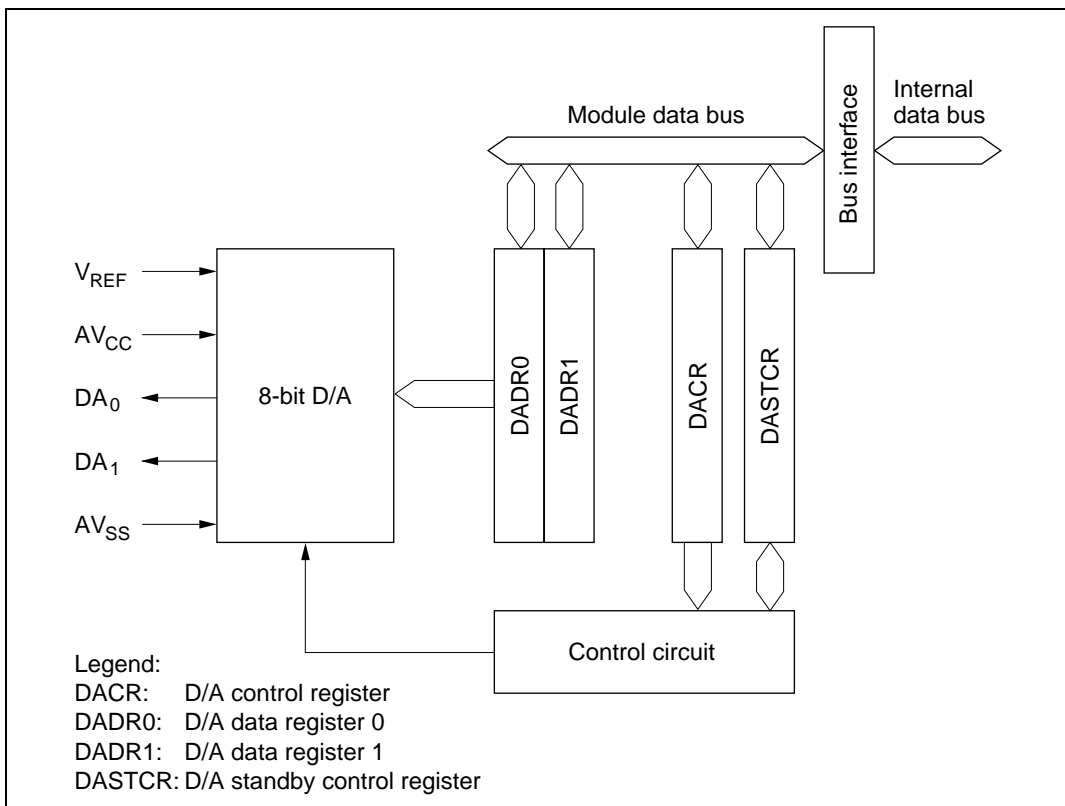 Module data bus
Bus interface
Internal
data bus
VREF
AVCC
DA0
DA1
AVSS
8-bit D/A
DADR0
DADR1
DACR
DASTCR
Control circuit
Legend:
DACR: D/A control register
DADR0: D/A data register 0
DADR1: D/A data register 1
DASTCR: D/A standby control register